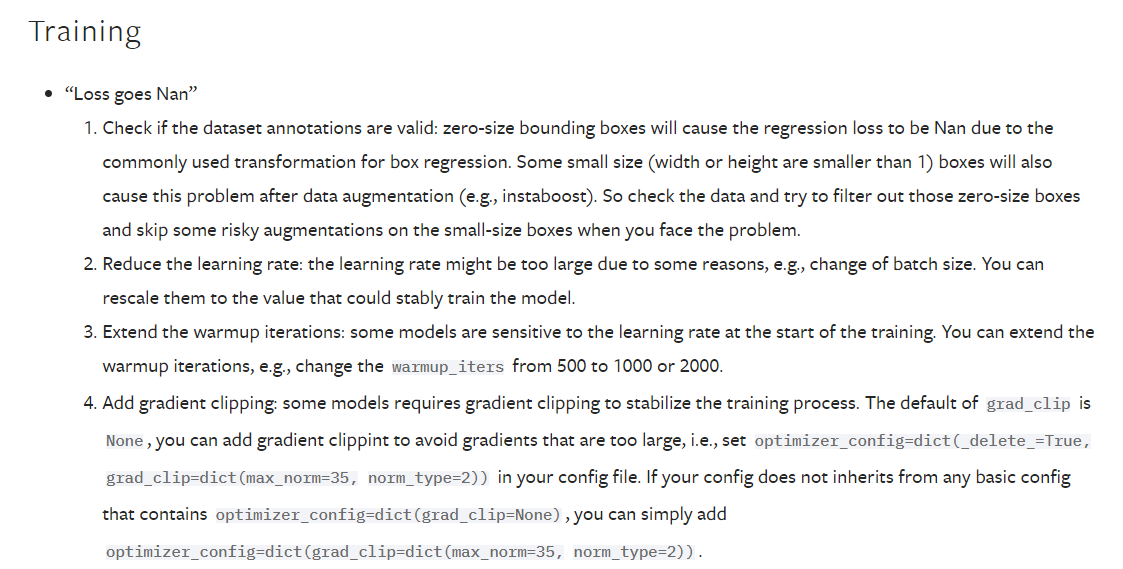 Training
• “Loss goes Nan”
1. Check if the dataset annotations are valid: zero-size bounding boxes will cause the regression loss to be Nan due to the
commonly used transformation for box regression. Some small size (width or height are smaller than 1) boxes will also
cause this problem after data augmentation (e.g., instaboost). So check the data and try to filter out those zero-size boxes
and skip some risky augmentations on the small-size boxes when you face the problem.
2. Reduce the learning rate: the learning rate might be too large due to some reasons, e.g., change of batch size. You can
rescale them to the value that could stably train the model.
3. Extend the warmup iterations: some models are sensitive to the learning rate at the start of the training. You can extend the
warmup iterations, e.g., change the warmup_iters from 500 to 1000 or 2000.
4. Add gradient clipping: some models requires gradient clipping to stabilize the training process. The default of grad_clip is
None, you can add gradient clippint to avoid gradients that are too large, i.e., set optimizer_config=dict(_delete_=True,
grad_clip=dict(max_norm=35, norm_type=2)) in your config file. If your config does not inherits from any basic config
that contains optimizer_config=dict(grad_clip=None), you can simply add
optimizer_config=dict(grad_clip=dict(max_norm=35, norm_type=2)).